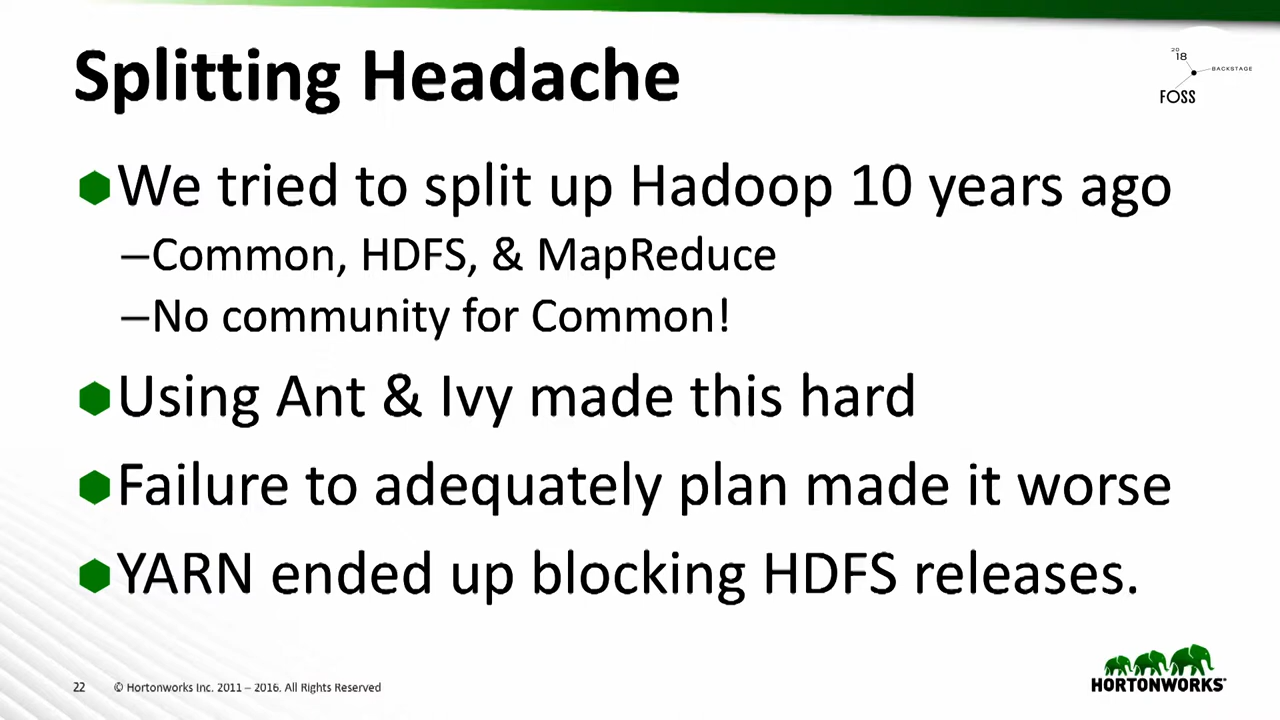 Splitting Headache
20
18
BACKSTAGE
FOSS
We tried to split up Hadoop 10 years ago
–Common, HDFS, & MapReduce
–No community for Common!
Using Ant & Ivy made this hard
Failure to adequately plan made it worse
YARN ended up blocking HDFS releases.
22 © Hortonworks Inc. 2011 – 2016. All Rights Reserved
HORTONWORKS